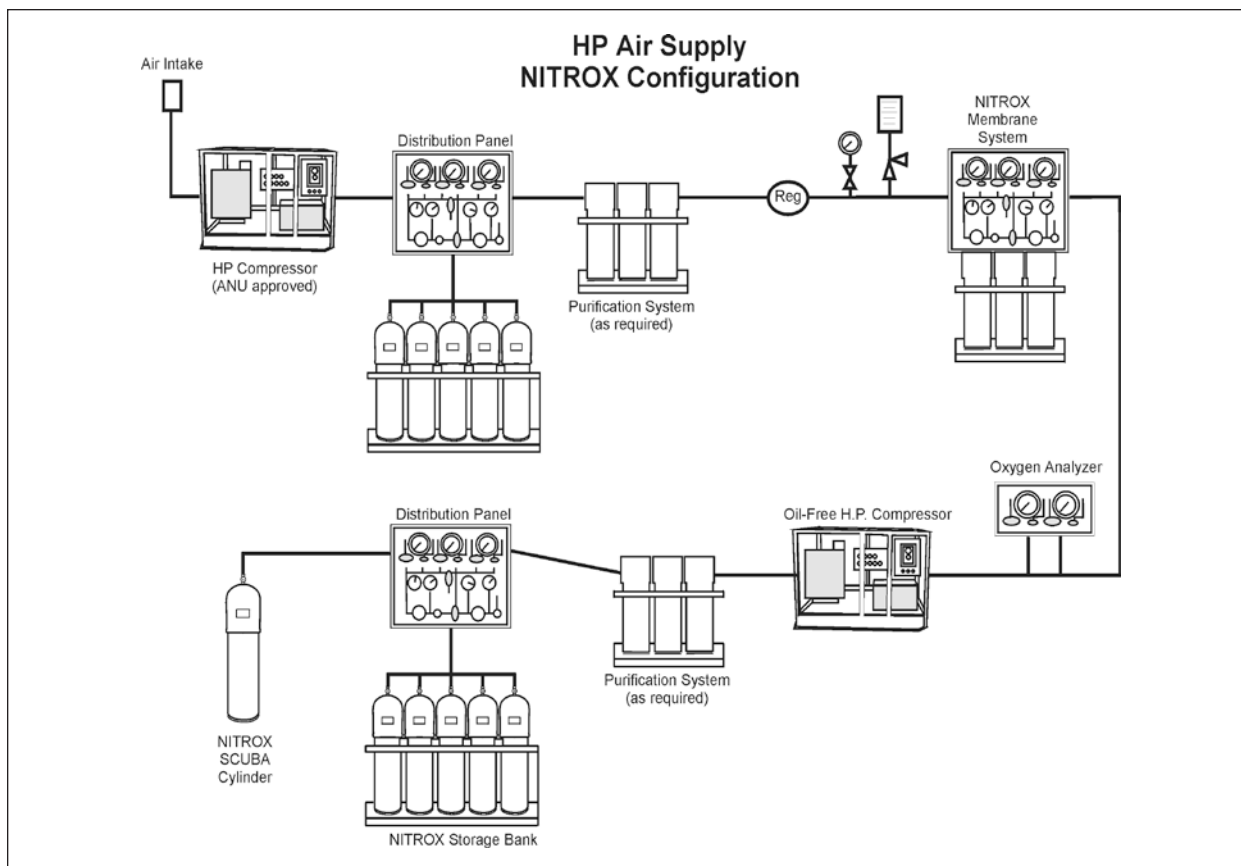 HP Air Supply
NITROX Configuration
Air Intake
HP Compressor
(ANU approved)
Distribution Panel
Purification System
(as required)
Reg
NITROX
Membrane
System
Oxygen Analyzer
Oil-Free H.P. Compressor
Purification System
(as required)
Distribution Panel
NITROX Storage Bank
NITROX
SCUBA
Cylinder